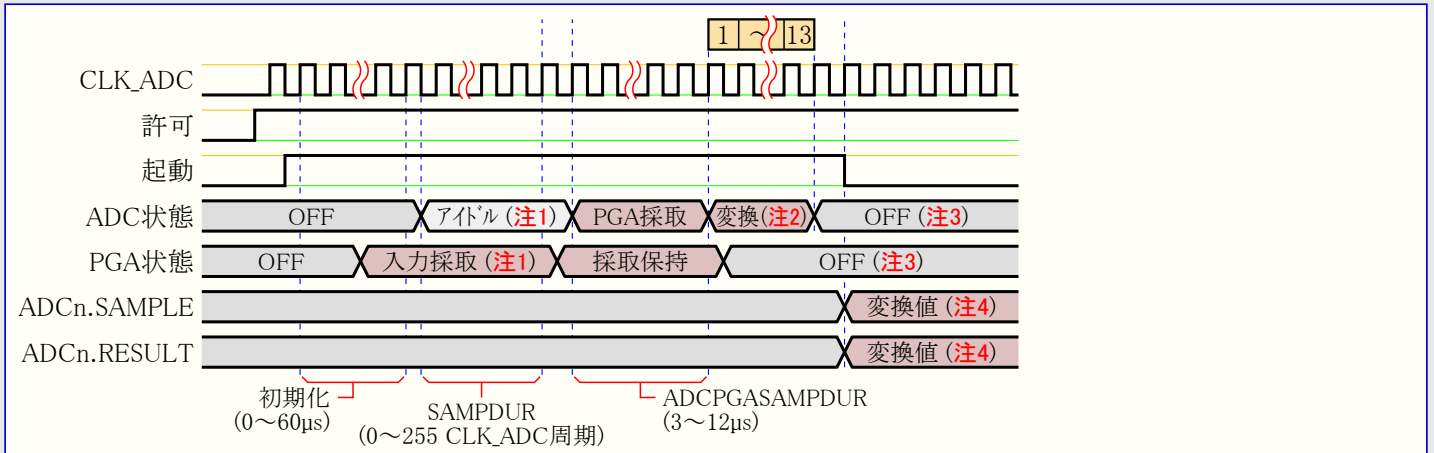 1 ～ 13
CLK_ADC
許可
起動
ADC状態 OFF アイドル (注1) PGA採取 変換(注2) OFF (注3)
PGA状態 OFF 入力採取 (注1) 採取保持 OFF (注3)
ADCn.SAMPLE 変換値 (注4)
ADCn.RESULT 変換値 (注4)
初期化
(0～60µs)
SAMPDUR
(0～255 CLK_ADC周期)
ADCPGASAMPDUR
(3～12µs)